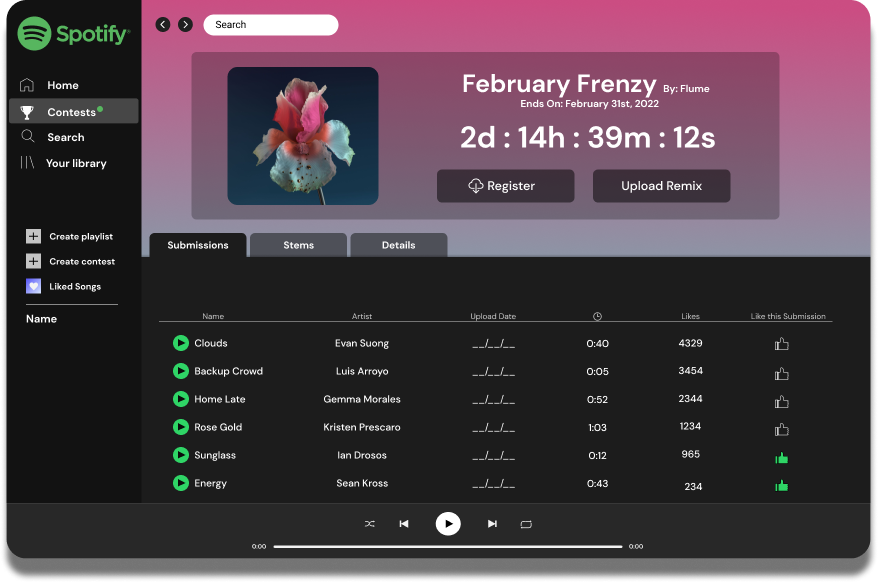 Spotify®
Home
Contests
Search
Your library
Create playlist
Create contest
Liked Songs
Name
Search
February Frenzy By: Flume
Ends On: February 31st, 2022
2d : 14h : 39m : 12s
Register Upload Remix
Submissions Stems Details
Name Artist Upload Date Likes Like this Submission
Clouds Evan Suong __/__/__ 0:40 4329
Backup Crowd Luis Arroyo __/__/__ 0:05 3454
Home Late Gemma Morales __/__/__ 0:52 2344
Rose Gold Kristen Prescaro __/__/__ 1:03 1234
Sunglass Ian Drosos __/__/__ 0:12 965
Energy Sean Kross __/__/__ 0:43 234
0:00 0:00